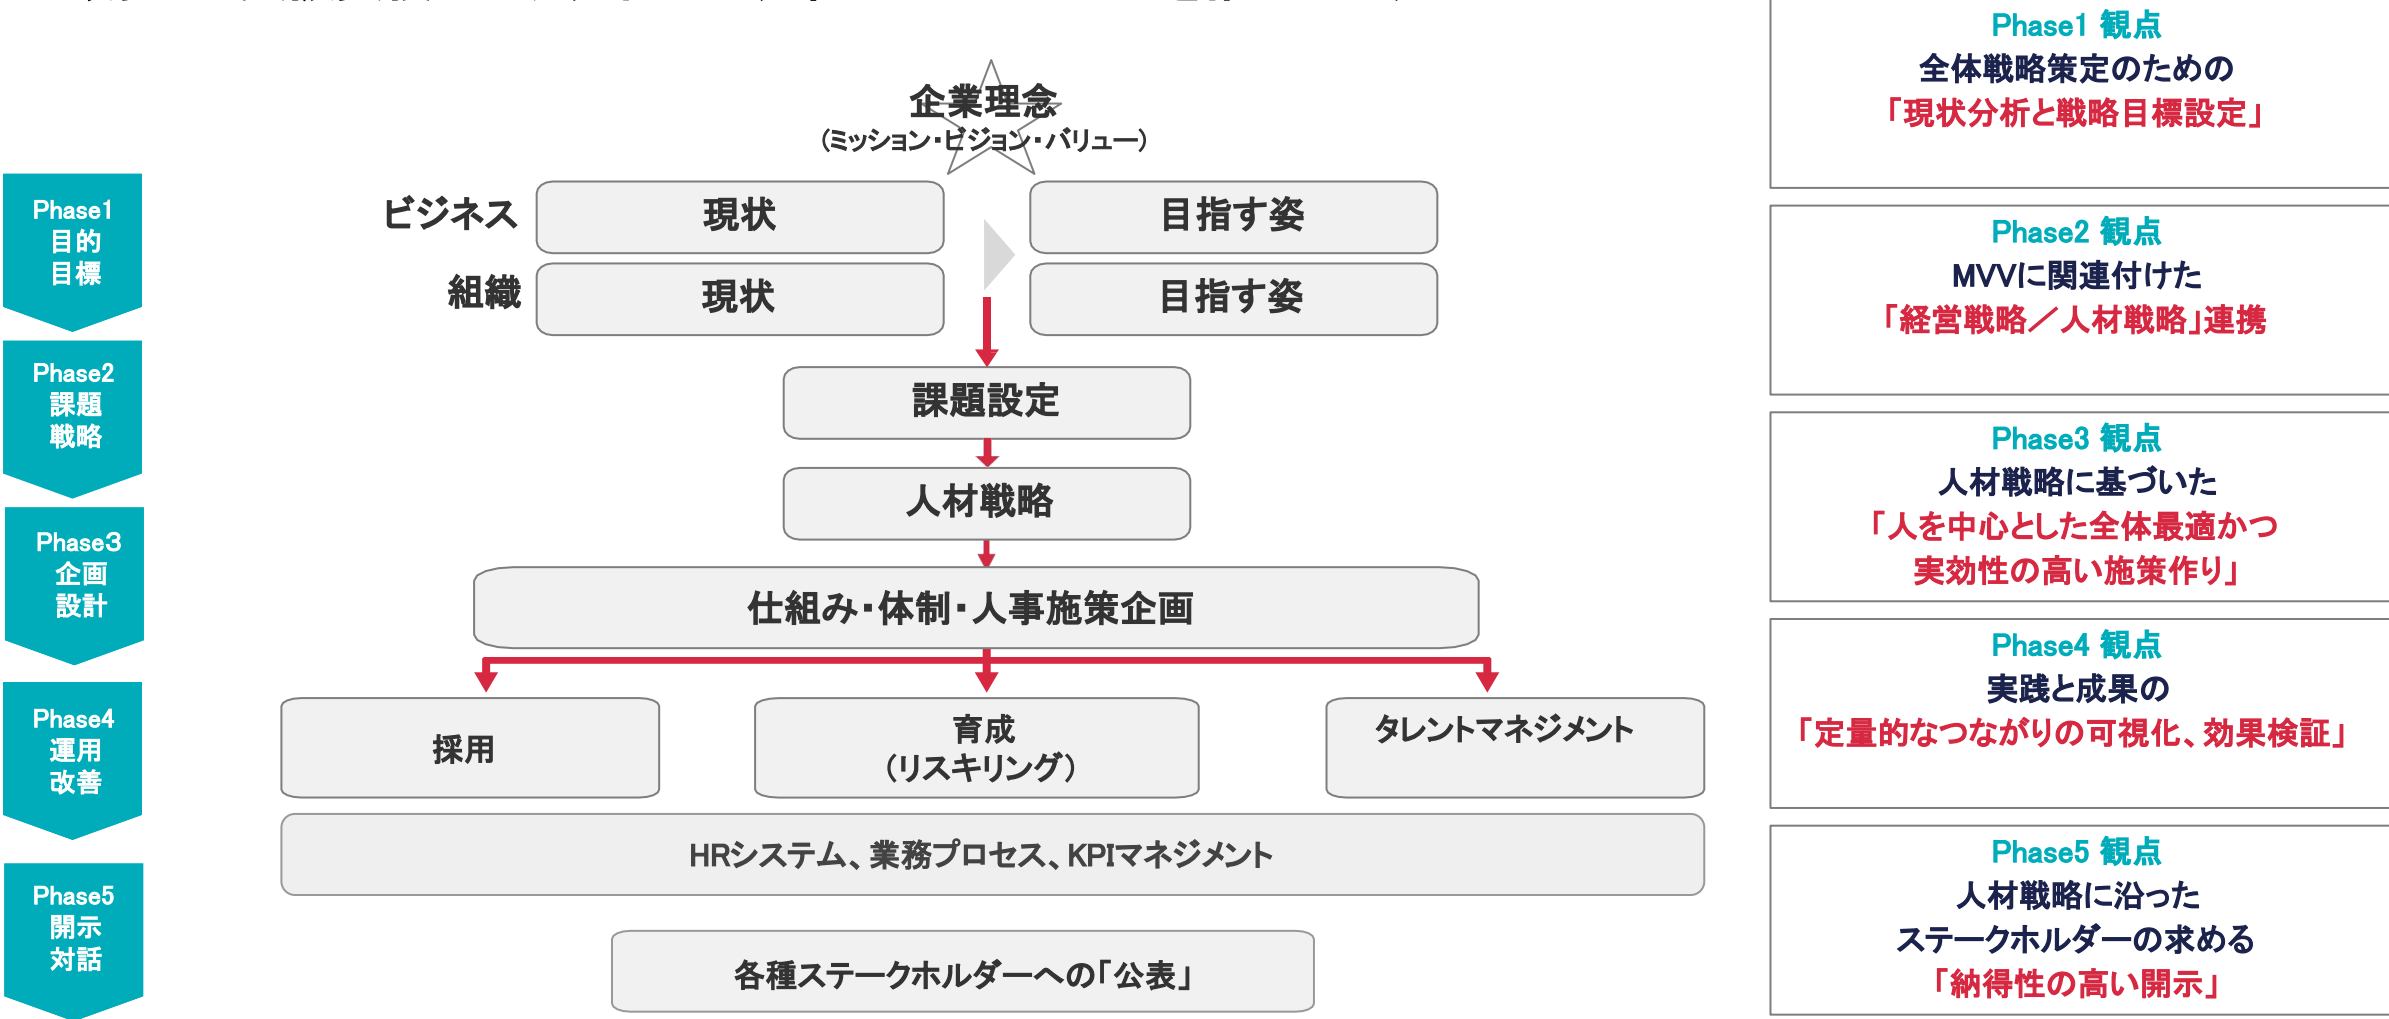 企業理念
(ミッション・ビジョン・バリュー)
Phase1
目的
目標
ビジネス
現状
目指す姿
組織
現状
目指す姿
Phase2
課題
戦略
課題設定
人材戦略
Phase3
企画
設計
仕組み・体制・人事施策企画
Phase4
運用
改善
採用
育成
(リスキリング)
タレントマネジメント
HRシステム、業務プロセス、KPIマネジメント
Phase5
開示
対話
各種ステークホルダーへの「公表」
Phase1 観点
全体戦略策定のための
「現状分析と戦略目標設定」
Phase2 観点
MVVに関連付けた
「経営戦略／人材戦略」連携
Phase3 観点
人材戦略に基づいた
「人を中心とした全体最適かつ
実効性の高い施策作り」
Phase4 観点
実践と成果の
「定量的なつながりの可視化、効果検証」
Phase5 観点
人材戦略に沿った
ステークホルダーの求める
「納得性の高い開示」